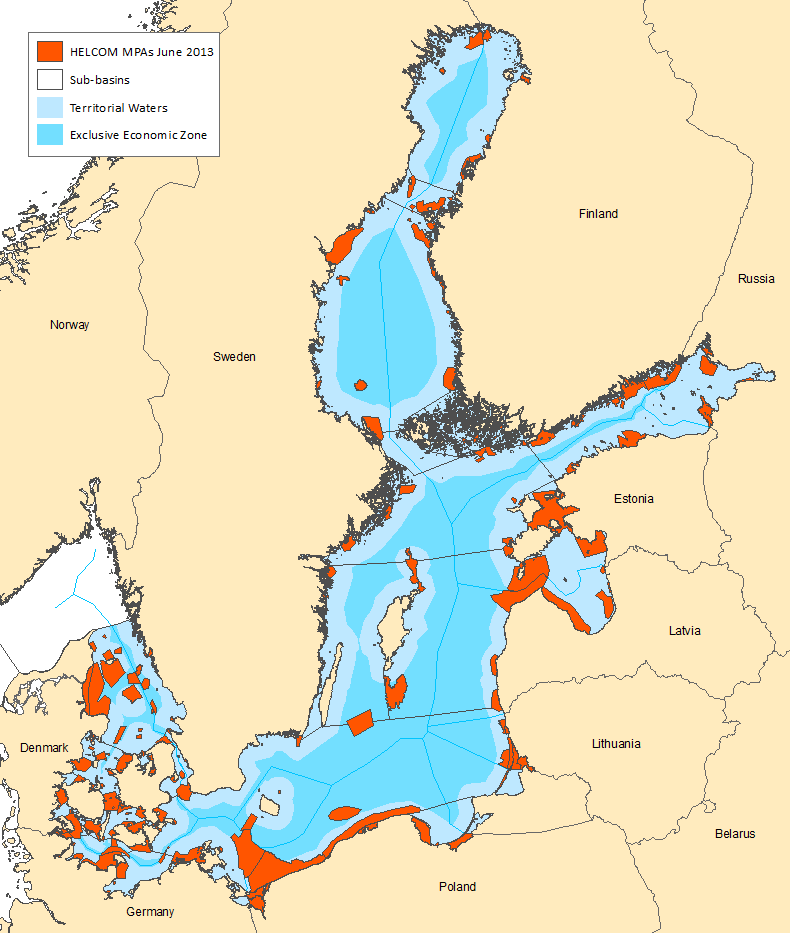 HELCOM MPAs June 2013
Sub-basins
Territorial Waters
Exclusive Economic Zone
Finland
Russia
Norway
Sweden
Estonia
Latvia
Denmark
Lithuania
Belarus
Poland
Germany